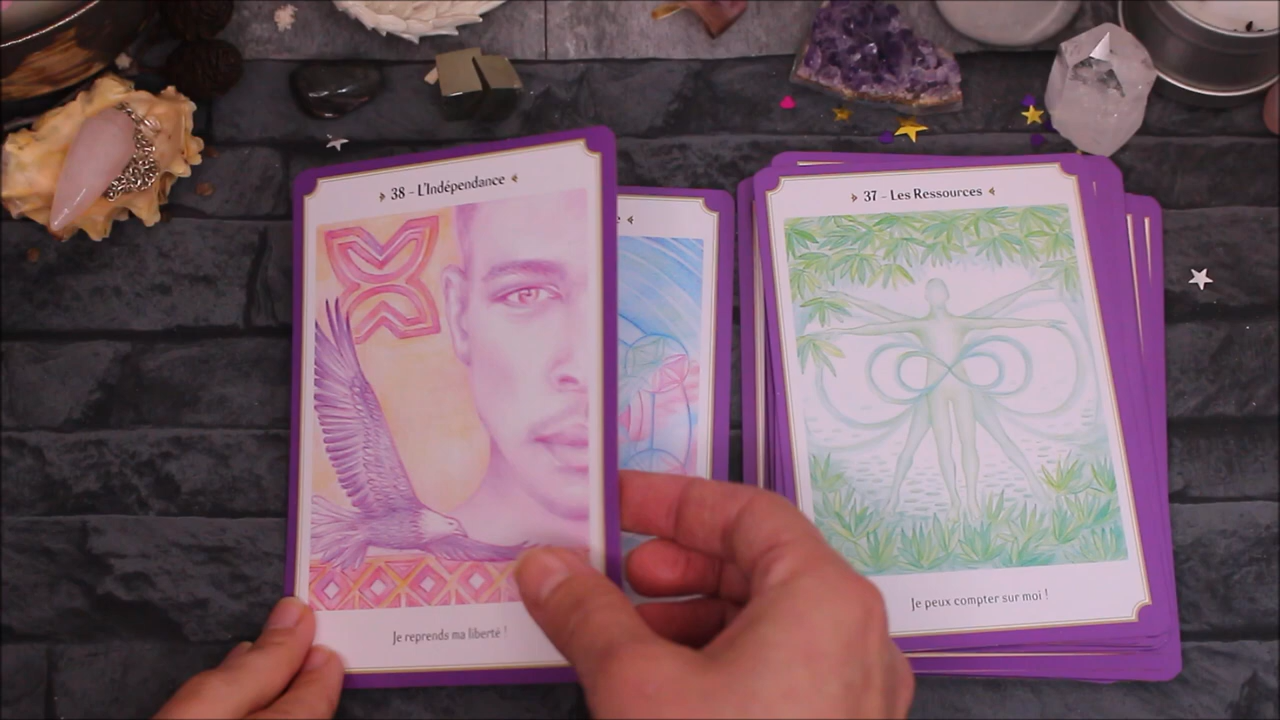 38 - L'Indépendance
Je reprends ma liberté !
37 - Les Ressources
Je peux compter sur moi !